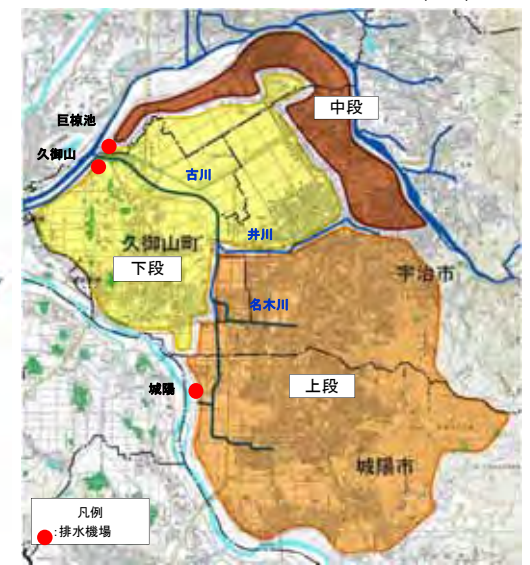 中段
巨椋池
久御山
古川
井川
久御山町
下段
宇治市
名木川
城陽
上段
城陽市
凡例
:排水機場